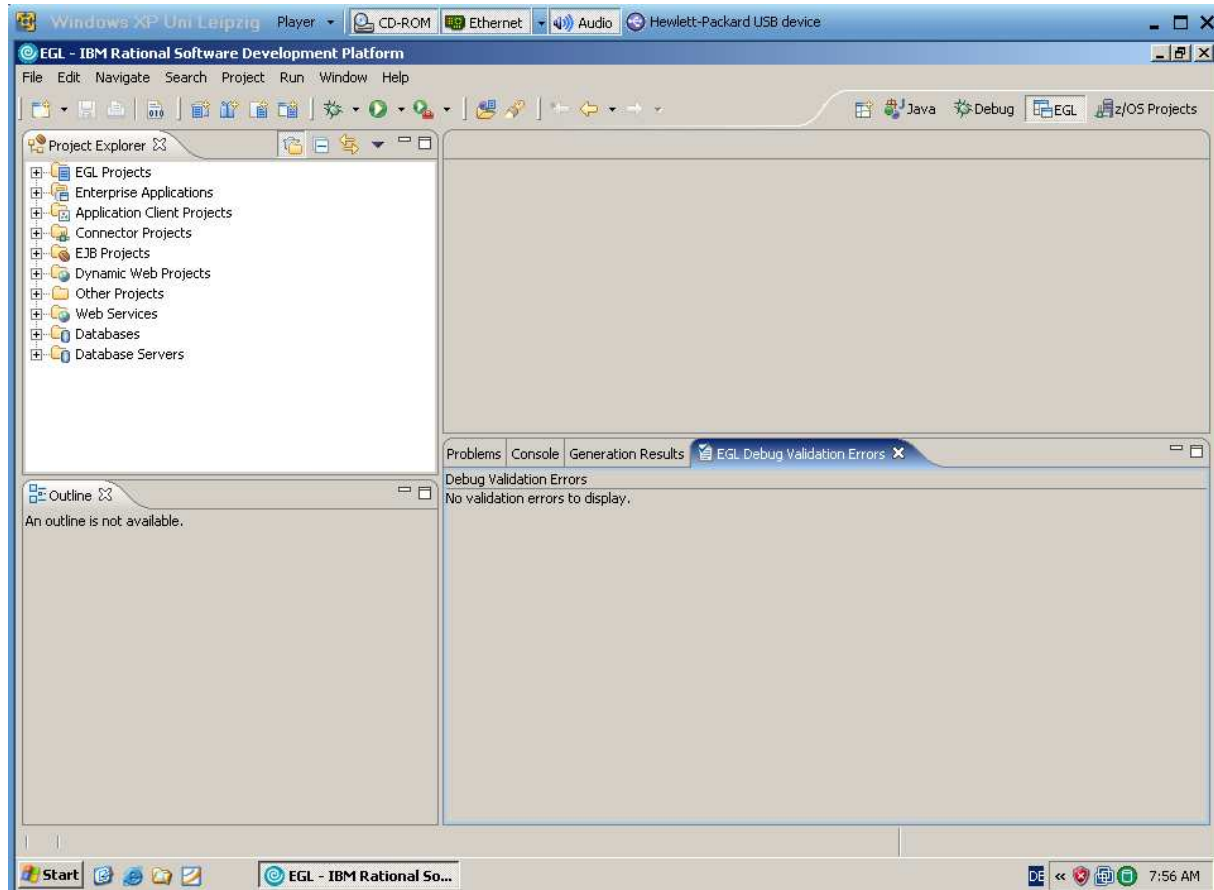 Windows XP Uni Leipzig Player CD-ROM Ethernet Audio Hewlett-Packard USB device
EGL - IBM Rational Software Development Platform
File Edit Navigate Search Project Run Window Help
010
Java Debug EGL z/OS Projects
Project Explorer
EGL Projects
Enterprise Applications
Application Client Projects
Connector Projects
EJB Projects
Dynamic Web Projects
Other Projects
Web Services
Databases
Database Servers
Problems Console Generation Results EGL Debug Validation Errors
Debug Validation Errors
No validation errors to display.
Outline
An outline is not available.
Start EGL - IBM Rational So... DE « 7:56 AM